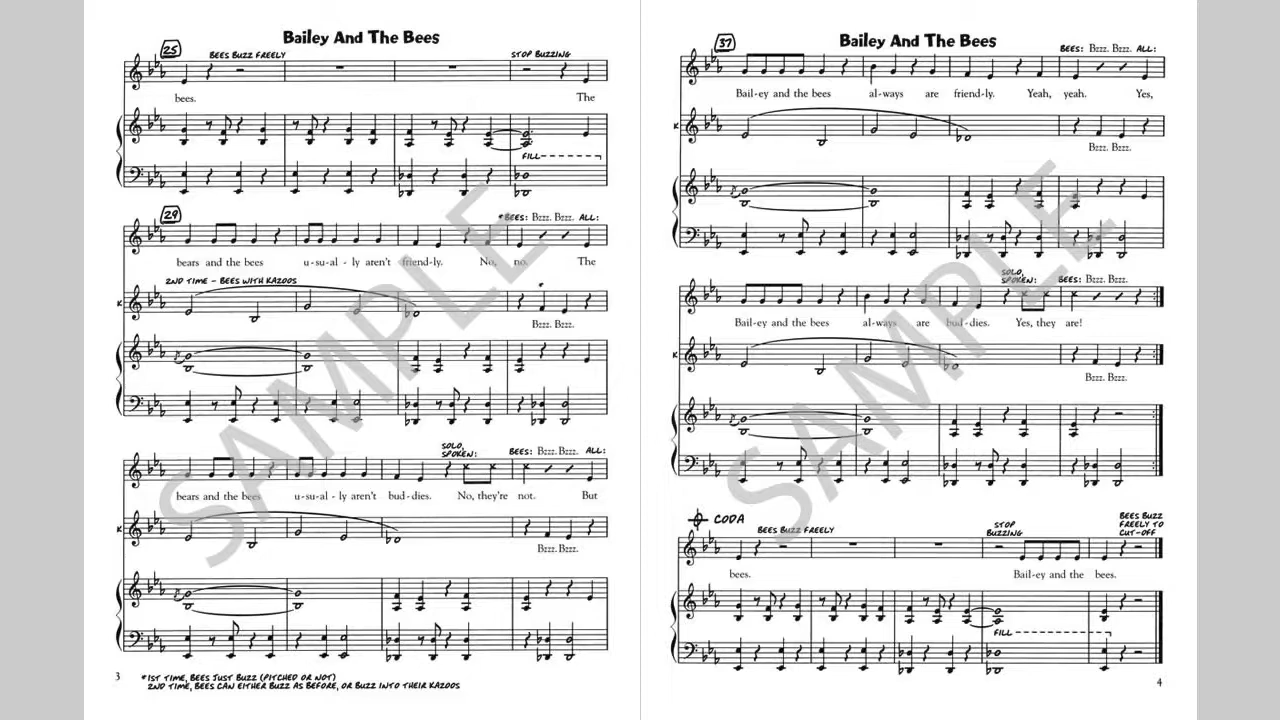 Bailey And The Bees
25
BEES BUZZ FREELY
STOP BUZZING
bees. The
FILL
29
*BEES: Bzzz. Bzzz. ALL:
bears and the bees u-su-al-ly aren't friend-ly. No, no. The
2ND TIME - BEES WITH KAZOOS
K
Bzzz. Bzzz.
SOLO, SPOKEN:
BEES: Bzzz. Bzzz. ALL:
bears and the bees u-su-al-ly aren't bud-dies. No, they're not. But
K
Bzzz. Bzzz.
3
*1ST TIME, BEES JUST BUZZ (PITCHED OR NOT)
2ND TIME, BEES CAN EITHER BUZZ AS BEFORE, OR BUZZ INTO THEIR KAZOOS
SAMPLE
Bailey And The Bees
37
BEES: Bzzz. Bzzz. ALL:
Bail-ey and the bees al-ways are friend-ly. Yeah, yeah. Yes,
K
Bzzz. Bzzz.
SOLO, SPOKEN:
BEES: Bzzz. Bzzz.
Bail-ey and the bees al-ways are bud-dies. Yes, they are!
K
Bzzz. Bzzz.
CODA
BEES BUZZ FREELY
STOP BUZZING
BEES BUZZ FREELY TO CUT-OFF
bees. Bail-ey and the bees.
FILL
4
SAMPLE